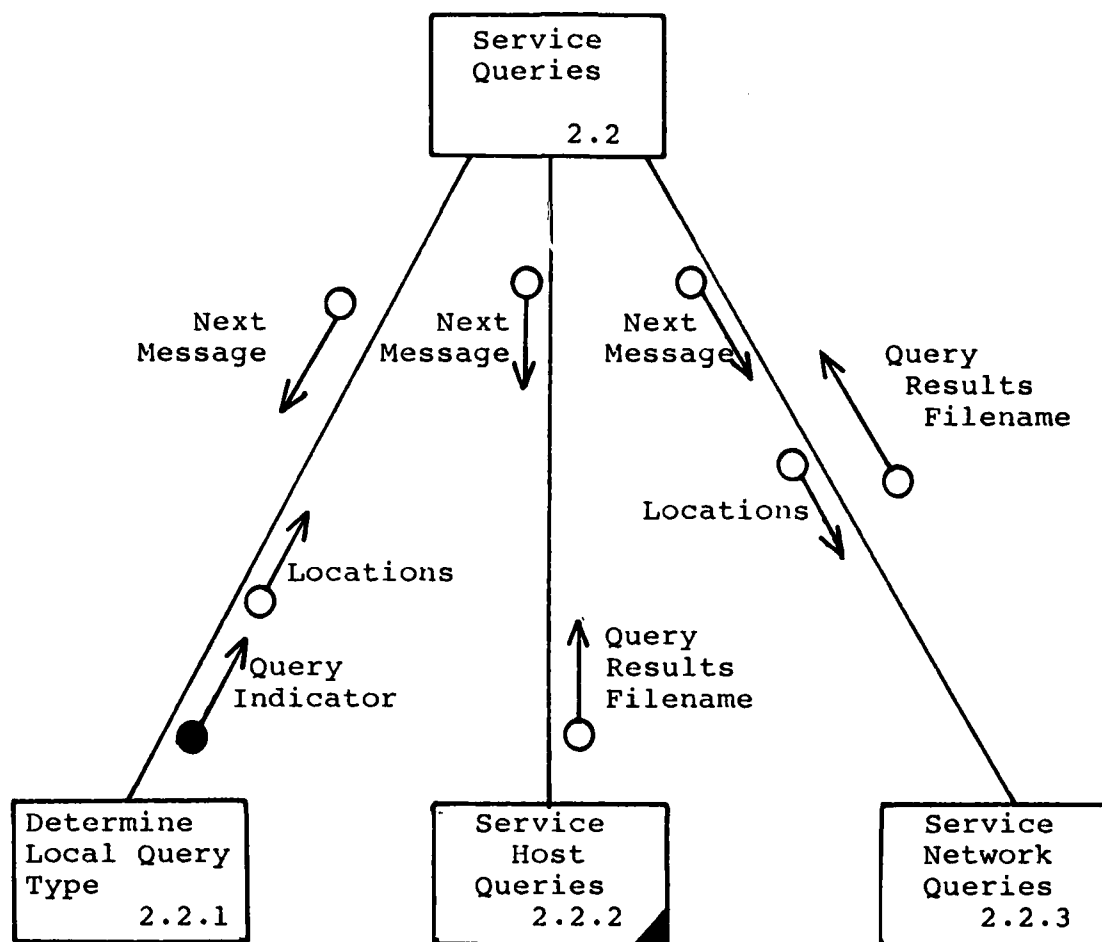 Service
Queries
2.2
Next
Message
Next
Message
Next
Message
Query
Results
Filename
Locations
Locations
Query
Indicator
Query
Results
Filename
Determine
Local Query
Type
2.2.1
Service
Host
Queries
2.2.2
Service
Network
Queries
2.2.3